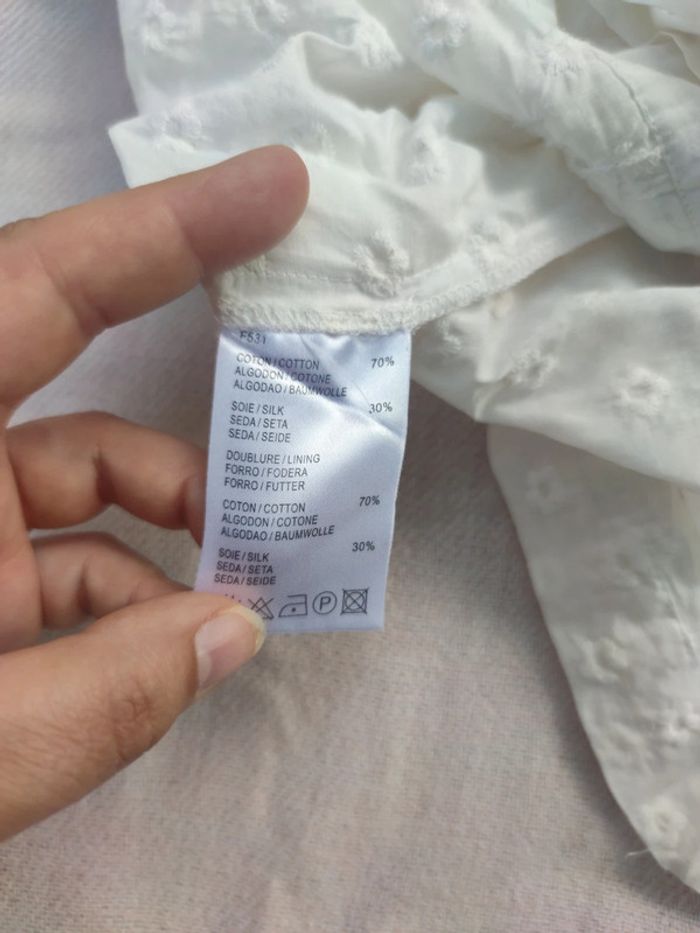 F531
COTON/COTTON 70%
ALGODON/COTONE
ALGODAO/BAUMWOLLE
SOIE/SILK 30%
SEDA/SETA
SEDA/SEIDE
DOUBLURE/LINING
FORRO/FODERA
FORRO/FUTTER
COTON/COTTON 70%
ALGODON/COTONE
ALGODAO/BAUMWOLLE
SOIE/SILK 30%
SEDA/SETA
SEDA/SEIDE
P